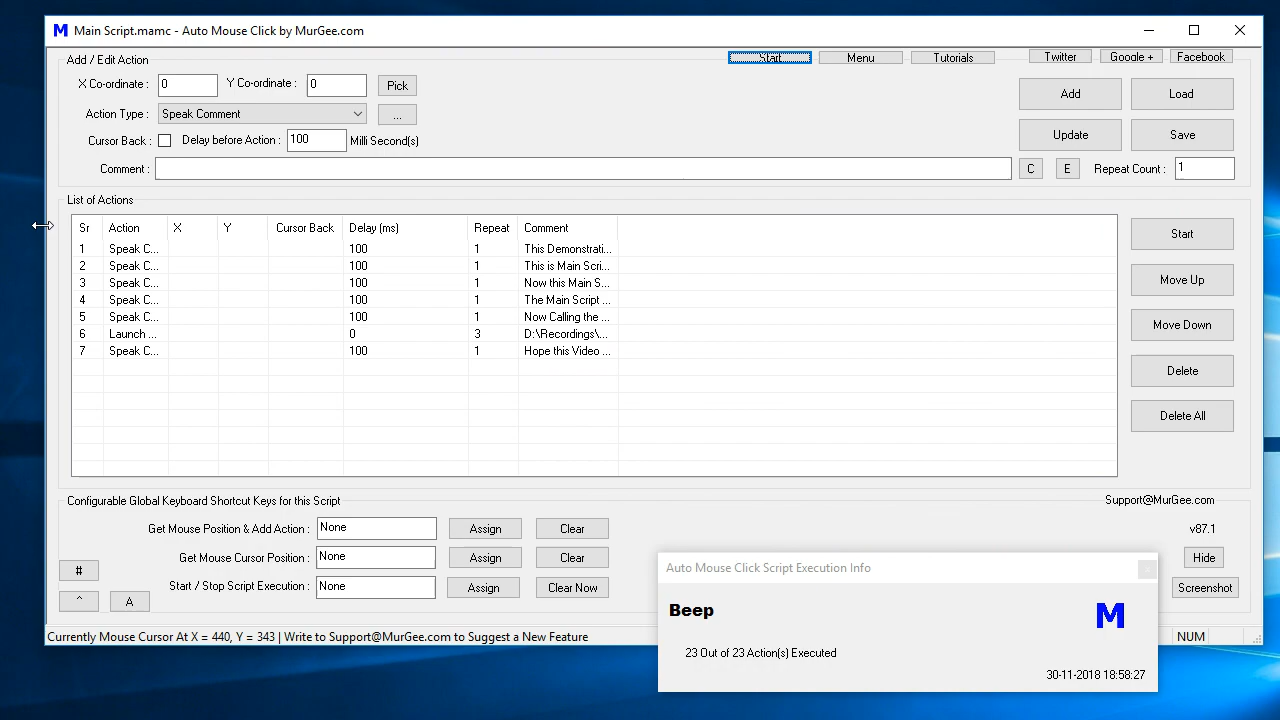 M Main Script.mamc - Auto Mouse Click by MurGee.com
Add / Edit Action
Start Menu Tutorials Twitter Google + Facebook
X Co-ordinate : 0 Y Co-ordinate : 0 Pick
Add Load
Action Type : Speak Comment ...
Cursor Back : Delay before Action : 100 Milli Second(s)
Update Save
Comment : C E Repeat Count : 1
List of Actions
Sr Action X Y Cursor Back Delay (ms) Repeat Comment
1 Speak C... 100 1 This Demonstrati...
2 Speak C... 100 1 This is Main Scri...
3 Speak C... 100 1 Now this Main S...
4 Speak C... 100 1 The Main Script ...
5 Speak C... 100 1 Now Calling the ...
6 Launch ... 0 3 D:\Recordings\...
7 Speak C... 100 1 Hope this Video ...
Start
Move Up
Move Down
Delete
Delete All
Configurable Global Keyboard Shortcut Keys for this Script
Support@MurGee.com
Get Mouse Position & Add Action : None Assign Clear
v87.1
Get Mouse Cursor Position : None Assign Clear
Hide
#
Start / Stop Script Execution : None Assign Clear Now
Screenshot
^ A
Currently Mouse Cursor At X = 440, Y = 343 | Write to Support@MurGee.com to Suggest a New Feature
NUM
Auto Mouse Click Script Execution Info
x
Beep
M
23 Out of 23 Action(s) Executed
30-11-2018 18:58:27